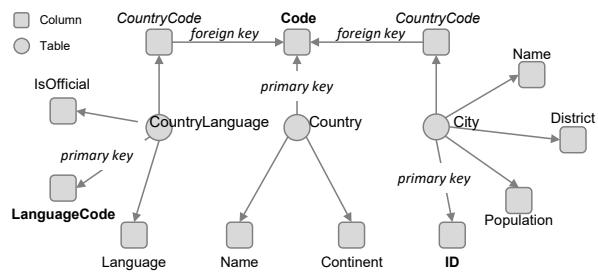 Column
Table
CountryCode
Code
CountryCode
foreign key
foreign key
Name
IsOfficial
primary key
CountryLanguage
Country
City
District
primary key
primary key
LanguageCode
Population
Language
Name
Continent
ID